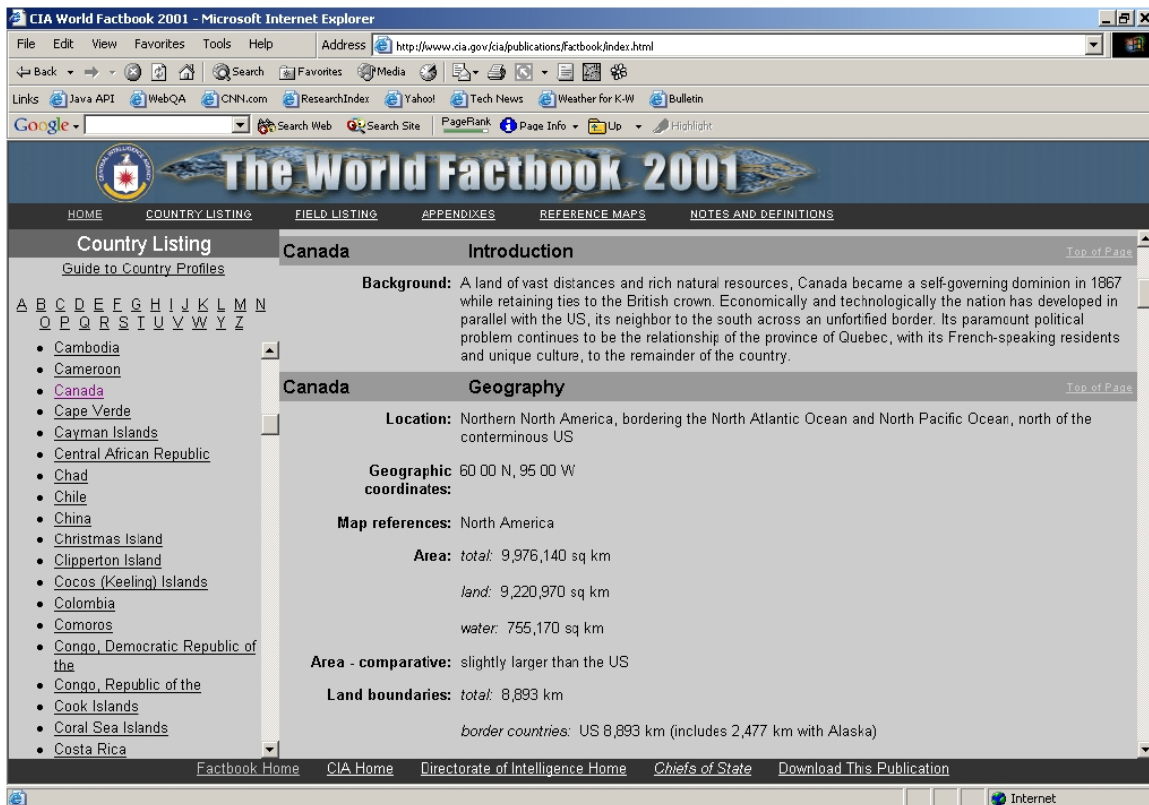 CIA World Factbook 2001 - Microsoft Internet Explorer
File Edit View Favorites Tools Help Address http://www.cia.gov/cia/publications/factbook/index.html
Back Search Favorites Media
Links Java API WebQA CNN.com ResearchIndex Yahoo! Tech News Weather for K-W Bulletin
Google Search Web Search Site PageRank Page Info Up Highlight
The World Factbook 2001
HOME COUNTRY LISTING FIELD LISTING APPENDIXES REFERENCE MAPS NOTES AND DEFINITIONS
Country Listing
Guide to Country Profiles
A B C D E F G H I J K L M N
O P Q R S T U V W Y Z
Cambodia
Cameroon
Canada
Cape Verde
Cayman Islands
Central African Republic
Chad
Chile
China
Christmas Island
Clipperton Island
Cocos (Keeling) Islands
Colombia
Comoros
Congo, Democratic Republic of
the
Congo, Republic of the
Cook Islands
Coral Sea Islands
Costa Rica
Canada Introduction Top of Page
Background: A land of vast distances and rich natural resources, Canada became a self-governing dominion in 1867
while retaining ties to the British crown. Economically and technologically the nation has developed in
parallel with the US, its neighbor to the south across an unfortified border. Its paramount political
problem continues to be the relationship of the province of Quebec, with its French-speaking residents
and unique culture, to the remainder of the country.
Canada Geography Top of Page
Location: Northern North America, bordering the North Atlantic Ocean and North Pacific Ocean, north of the
conterminous US
Geographic coordinates: 60 00 N, 95 00 W
Map references: North America
Area: total: 9,976,140 sq km
land: 9,220,970 sq km
water: 755,170 sq km
Area - comparative: slightly larger than the US
Land boundaries: total: 8,893 km
border countries: US 8,893 km (includes 2,477 km with Alaska)
Factbook Home CIA Home Directorate of Intelligence Home Chiefs of State Download This Publication
Internet